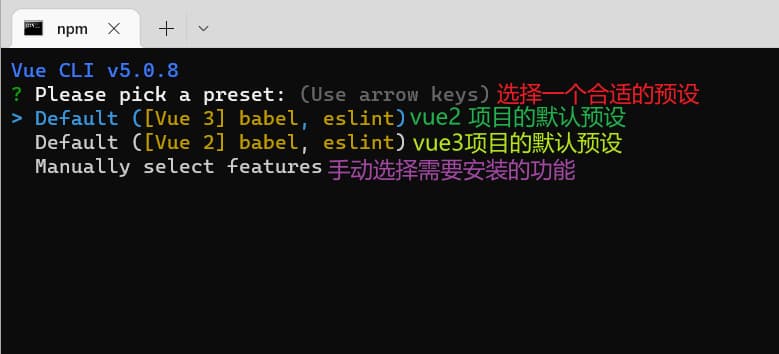 npm
Vue CLI v5.0.8
? Please pick a preset: (Use arrow keys) 选择一个合适的预设
> Default ([Vue 3] babel, eslint) vue2 项目的默认预设
Default ([Vue 2] babel, eslint) vue3项目的默认预设
Manually select features 手动选择需要安装的功能